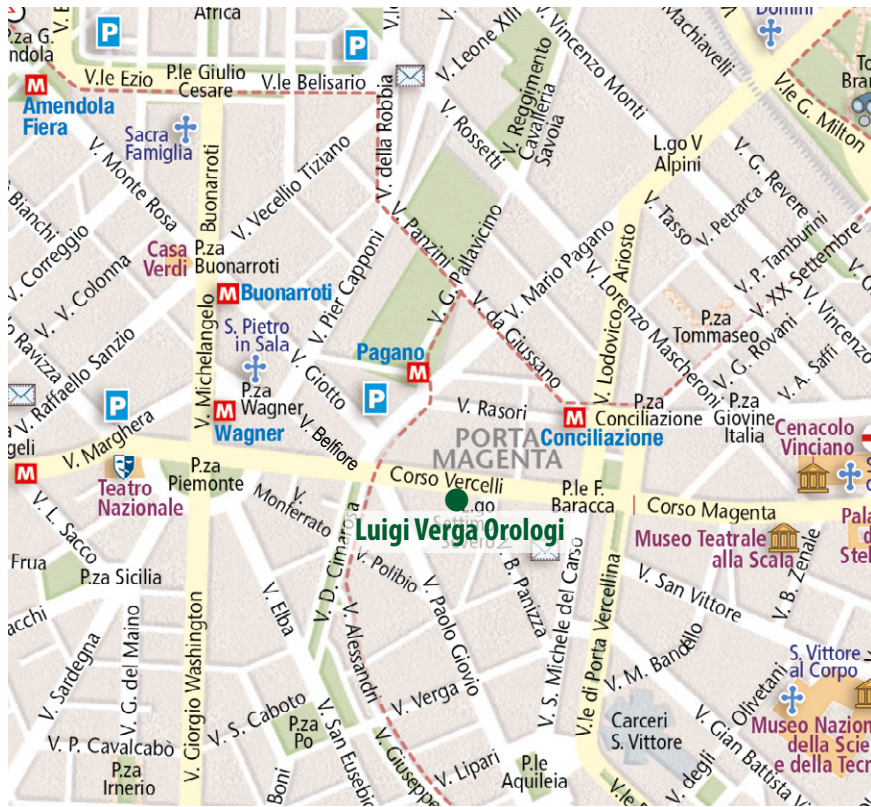 Africa
P.za G.
V.le Ezio
P.le Giulio
Cesare
V.le Belisario
P
P
M
Amendola
Fiera
Sacra
Famiglia
V. Monte Rosa
Buonarroti
V. Vecellio Tiziano
V. della Robbia
V. Leone XIII
V. Rossetti
V. Reggimento
Cavalleria
Savoia
V. Vincenzo Monti
Machiavelli
L.go V
Alpini
V.le G. Milton
V. G. Revere
V. Petrarca
V. Tasso
V. P. Tamburini
V. XX Settembre
V. Vincenzo
Bianchi
V. Correggio
V. V. Colonna
Casa
Verdi
P.za
Buonarroti
M
Buonarroti
V. Pier Capponi
V. Panzini
V. G. Pallavicino
V. Mario Pagano
V. da Giussano
V. Lorenzo Mascheroni
V. Lodovico Ariosto
P.za
Tommaseo
V. G. Rovani
V. A. Saffi
Ravizza
V. Raffaello Sanzio
V. Michelangelo
S. Pietro
in Sala
Pagano
M
P.za
Wagner
M
Wagner
V. Giotto
P
P
V. Belfiore
V. Rasori
M
Conciliazione
P.za
Conciliazione
P.za
Giovine
Italia
Cenacolo
Vinciano
PORTA
MAGENTA
V. Marghera
M
Teatro
Nazionale
P.za
Piemonte
Corso Vercelli
P.le F.
Baracca
Corso Magenta
Luigi Verga Orologi
Museo Teatrale
alla Scala
V. Monferrato
V. L. Sacco
Frua
P.za Sicilia
V. D. Cimarosa
V. Polibio
V. Elba
V. Alessandri
V. Paolo Giovio
B. Panizza
V. S. Michele del Carso
V.le di Porta Vercellina
V. San Vittore
V. B. Zenale
V. M. Bandello
Olivetani
S. Vittore
al Corpo
V. Sardegna
V. G. del Maino
V. Giorgio Washington
V. S. Caboto
P.za
Po
V. San Eusebio
V. Verga
Carceri
S. Vittore
V. Gian Battista
V. P. Cavalcabò
P.za
Irnerio
Boni
V. Giuseppe
V. Lipari
P.le
Aquileia
V. degli